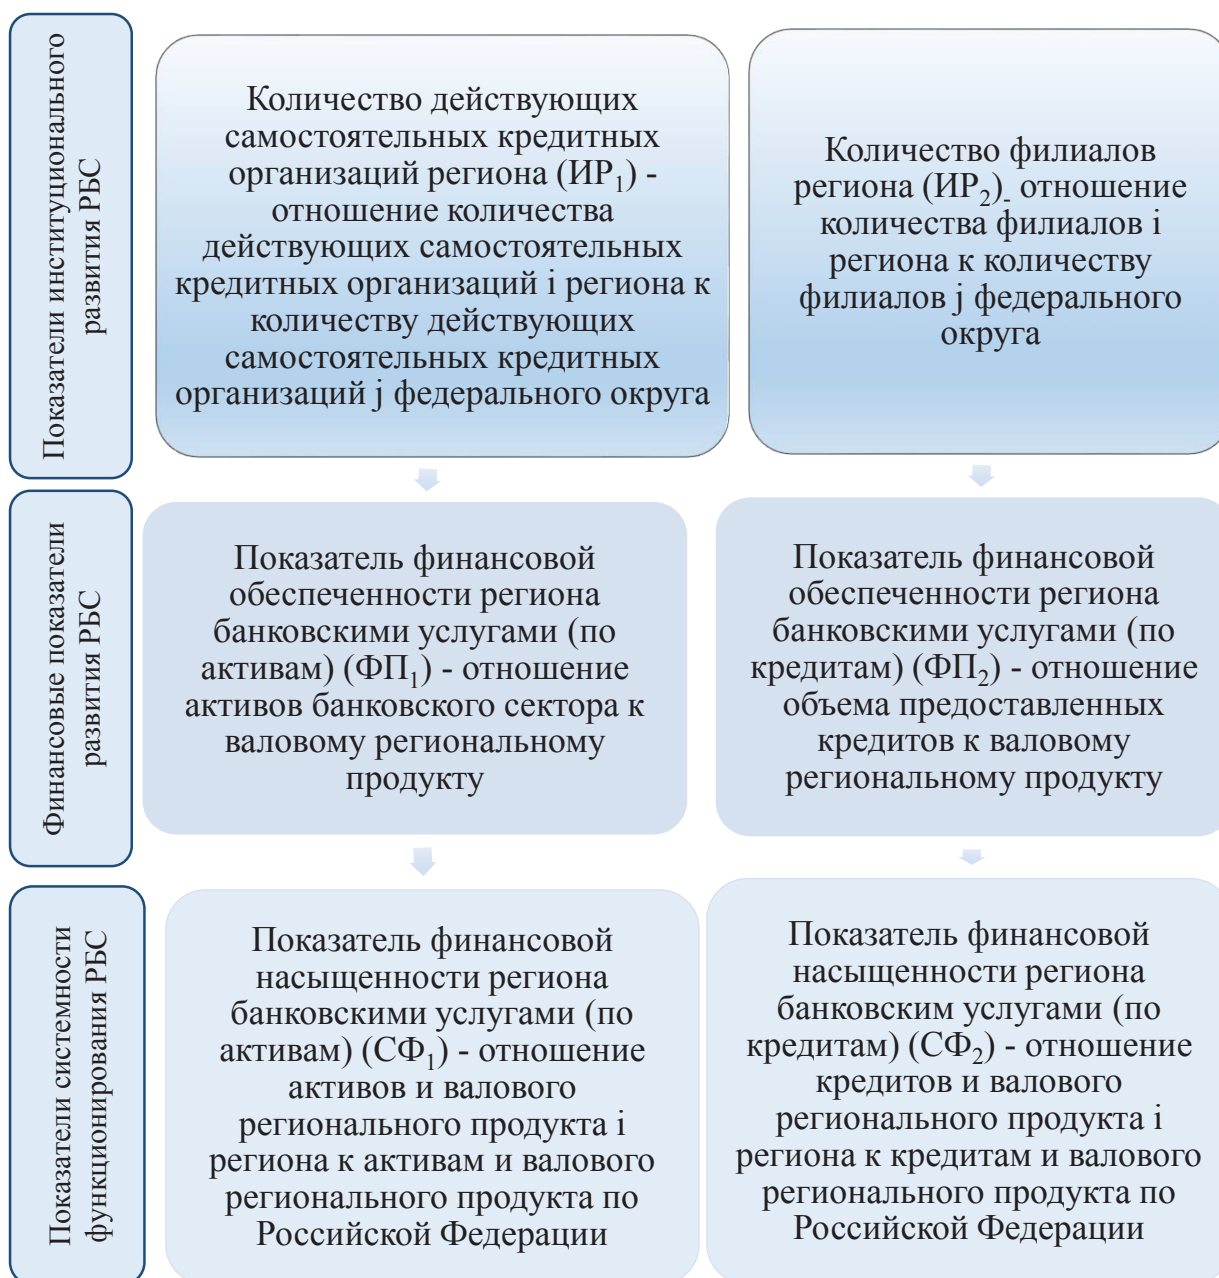 Показатели институционального
развития РБС
Количество действующих
самостоятельных кредитных
организаций региона (ИР₁) -
отношение количества
действующих самостоятельных
кредитных организаций i региона к
количеству действующих
самостоятельных кредитных
организаций j федерального округа
Количество филиалов
региона (ИР₂)- отношение
количества филиалов i
региона к количеству
филиалов j федерального
округа
Финансовые показатели
развития РБС
Показатель финансовой
обеспеченности региона
банковскими услугами (по
активам) (ФП₁) - отношение
активов банковского сектора к
валовому региональному
продукту
Показатель финансовой
обеспеченности региона
банковскими услугами (по
кредитам) (ФП₂) - отношение
объема предоставленных
кредитов к валовому
региональному продукту
Показатели системности
функционирования РБС
Показатель финансовой
насыщенности региона
банковскими услугами (по
активам) (СФ₁) - отношение
активов и валового
регионального продукта i
региона к активам и валового
регионального продукта по
Российской Федерации
Показатель финансовой
насыщенности региона
банковским услугами (по
кредитам) (СФ₂) - отношение
кредитов и валового
регионального продукта i
региона к кредитам и валового
регионального продукта по
Российской Федерации